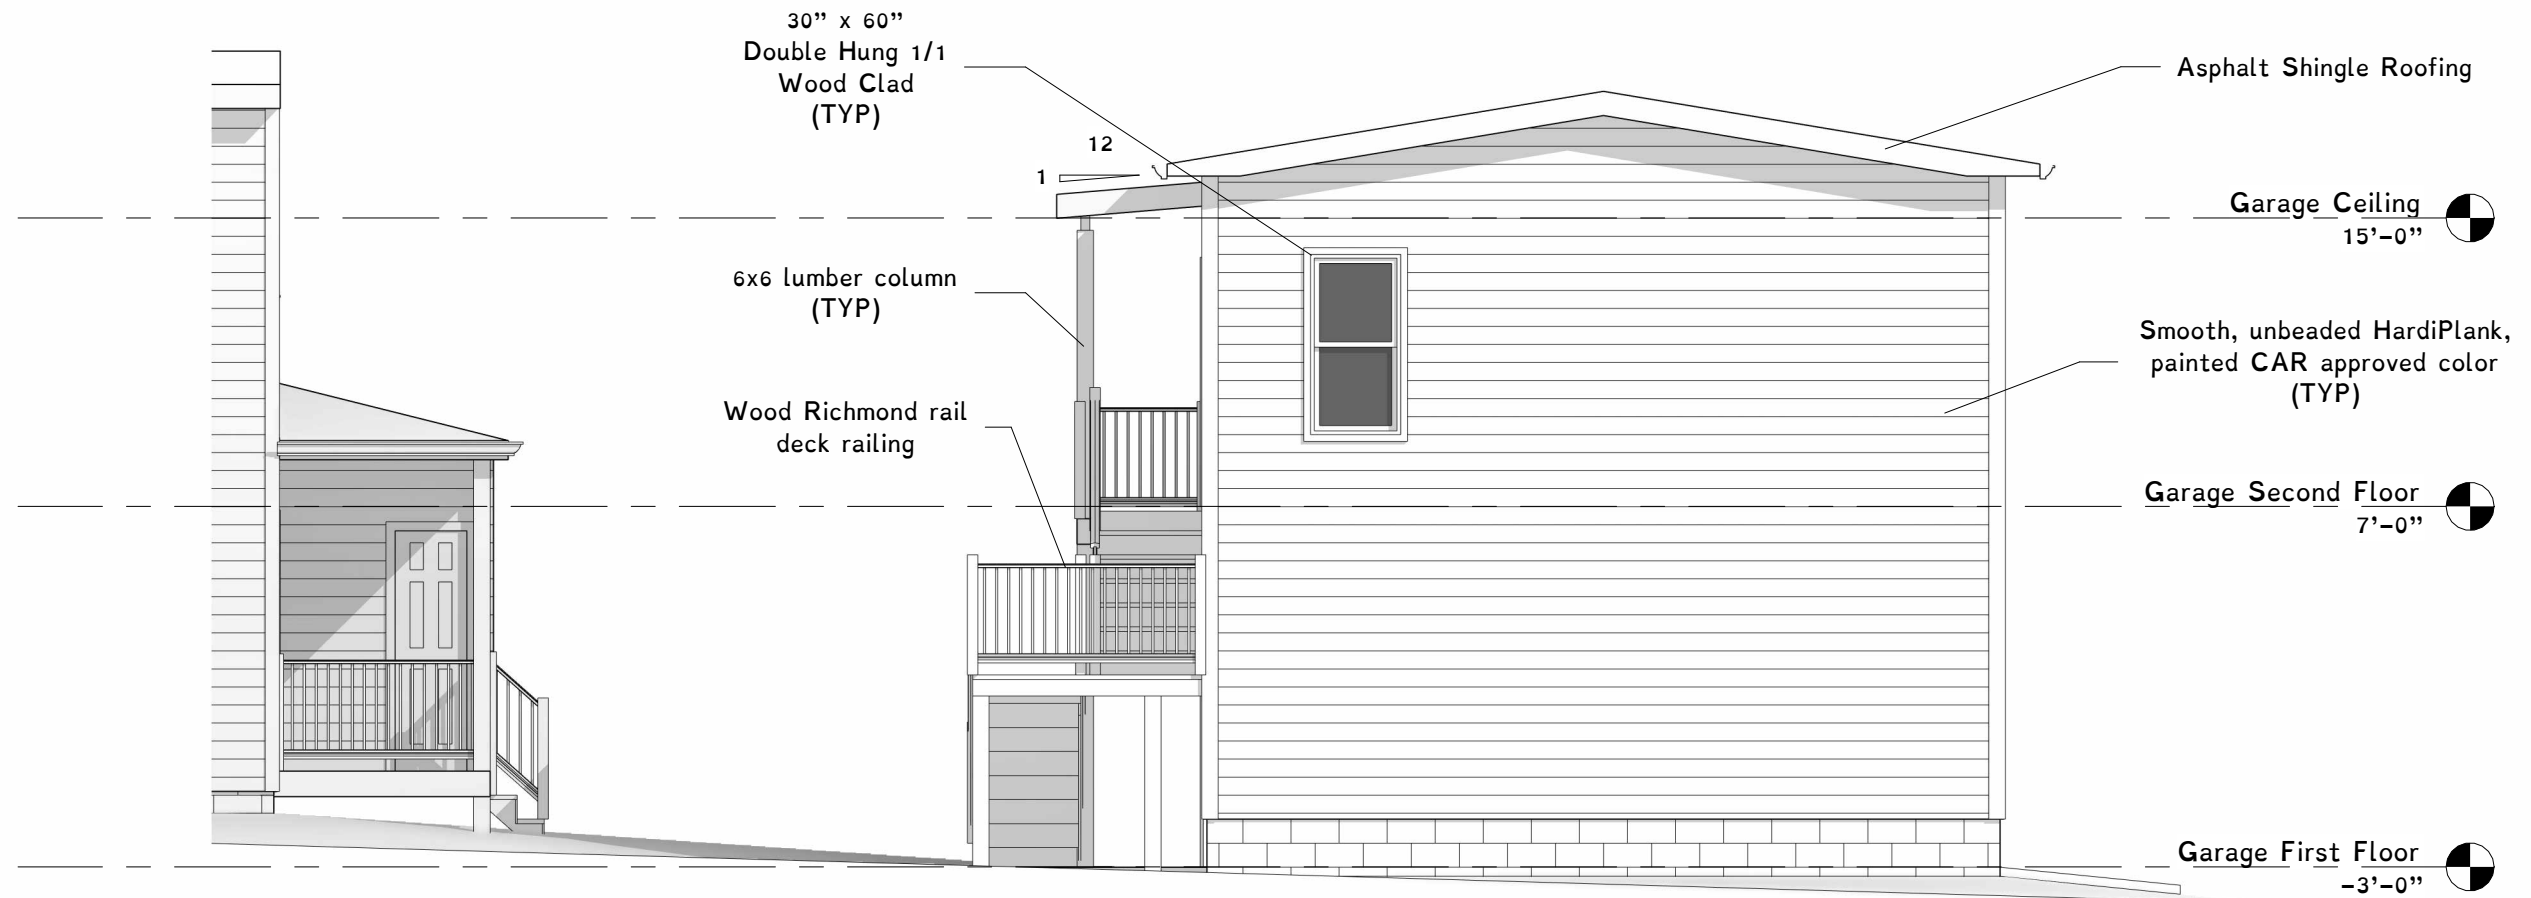 30” x 60”
Double Hung 1/1
Wood Clad
(TYP)
Asphalt Shingle Roofing
12
1
Garage Ceiling
15’-0”
6x6 lumber column
(TYP)
Smooth, unbeaded HardiPlank,
painted CAR approved color
(TYP)
Wood Richmond rail
deck railing
Garage Second Floor
7’-0”
Garage First Floor
-3’-0”